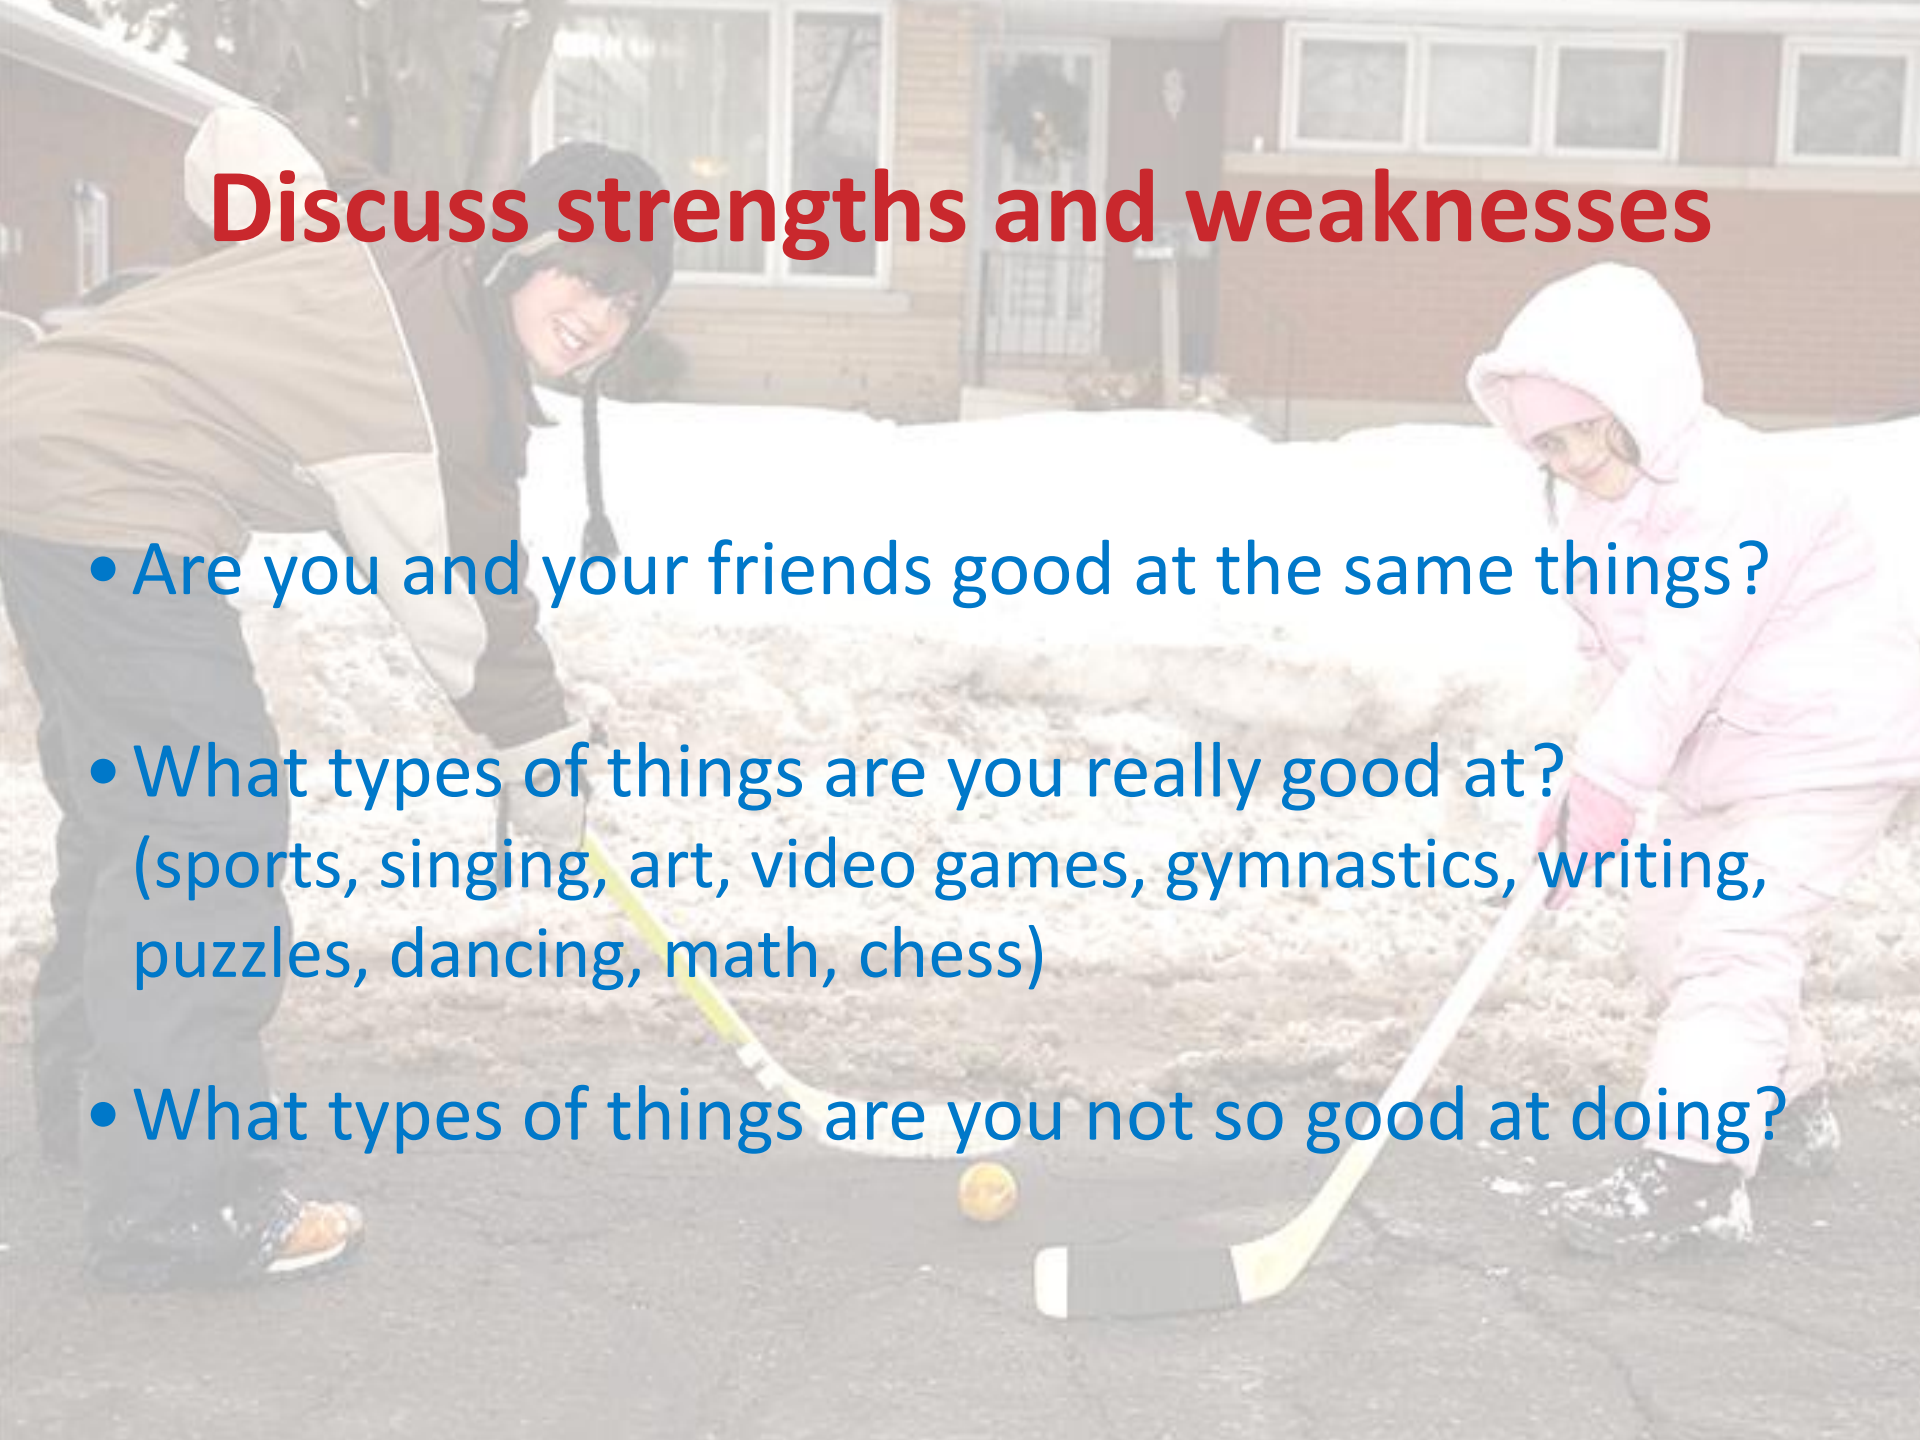 Discuss strengths and weaknesses
• Are you and your friends good at the same things?
• What types of things are you really good at?
(sports, singing, art, video games, gymnastics, writing,
puzzles, dancing, math, chess)
• What types of things are you not so good at doing?